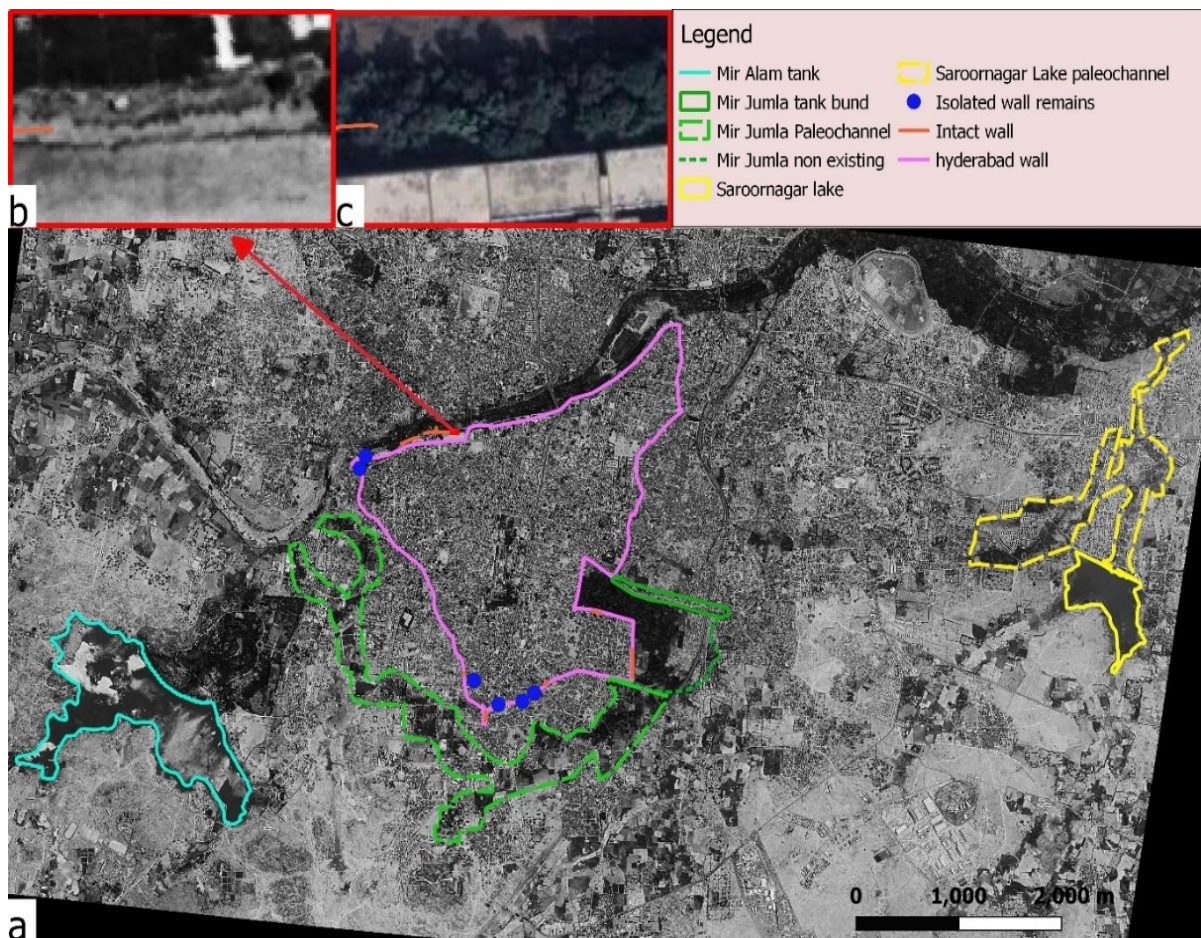 b
c
Legend
Mir Alam tank
Mir Jumla tank bund
Mir Jumla Paleochannel
Mir Jumla non existing
Saroornagar lake
Saroornagar Lake paleochannel
Isolated wall remains
Intact wall
hyderabad wall
0 1,000 2,000 m
a